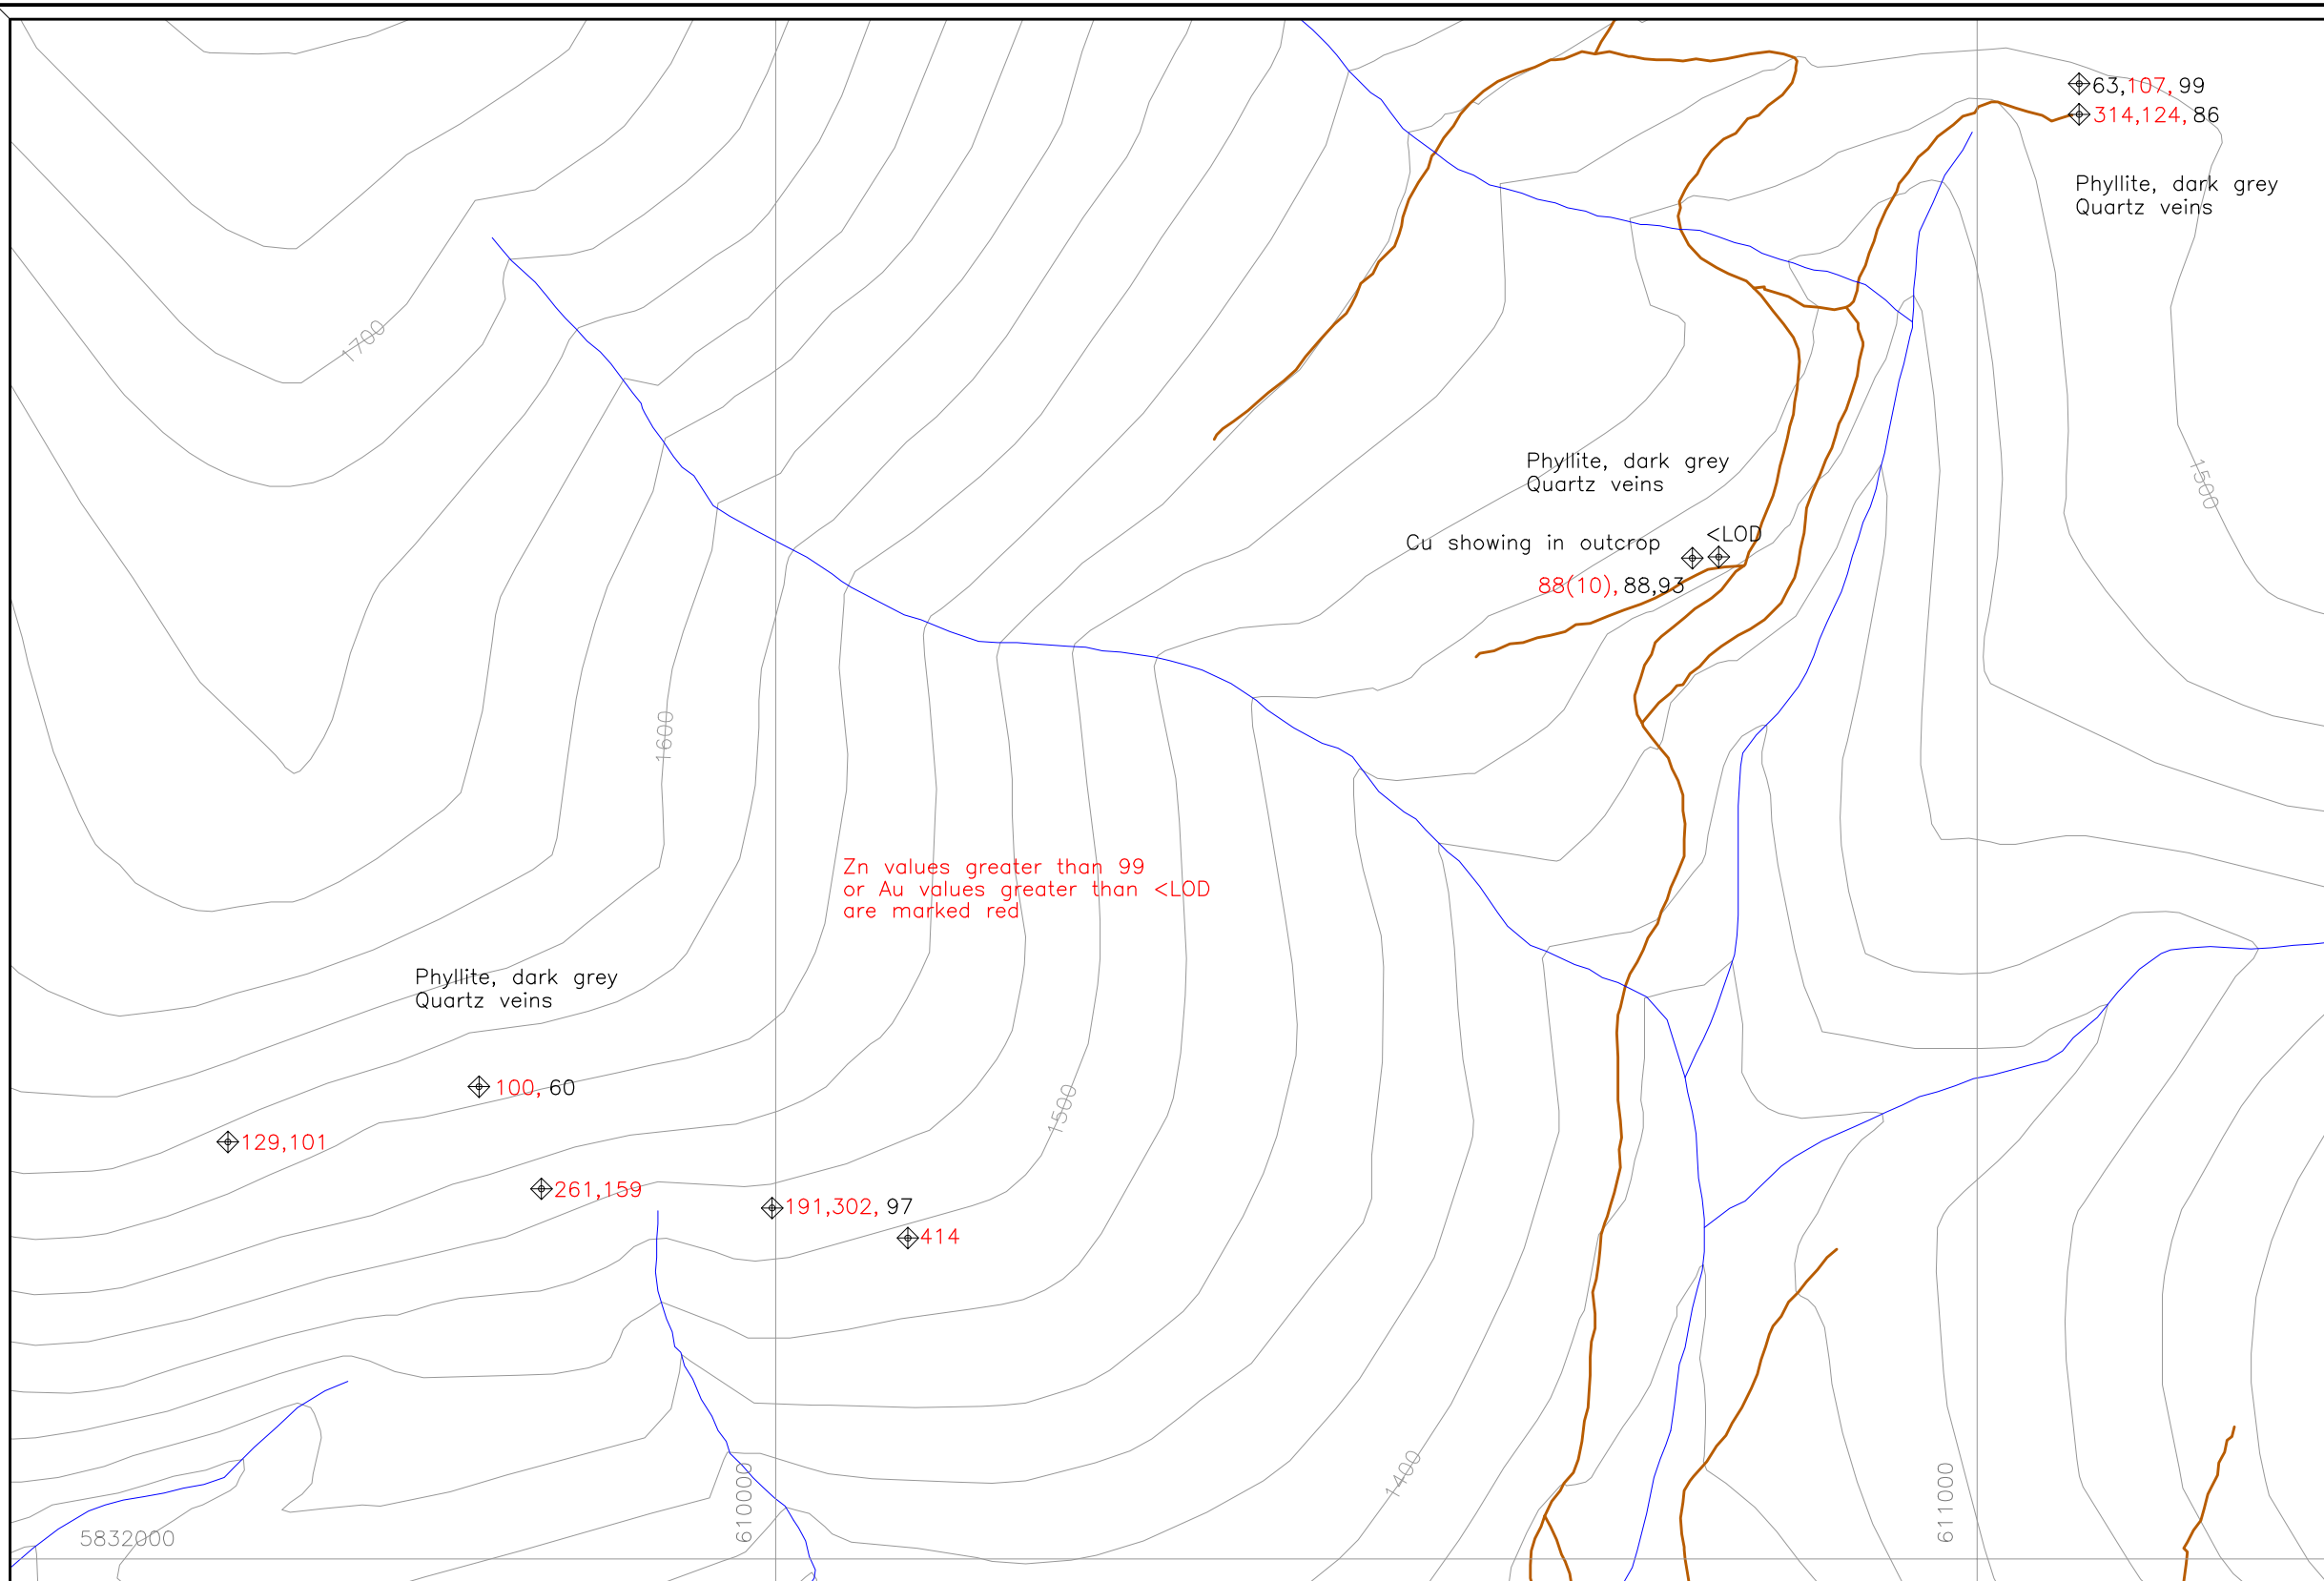 63,107, 99
314,124, 86
Phyllite, dark grey
Quartz veins
1700
Phyllite, dark grey
Quartz veins
1500
<LOD
Cu showing in outcrop
88(10), 88,93
1600
Zn values greater than 99
or Au values greater than <LOD
are marked red
Phyllite, dark grey
Quartz veins
100, 60
1500
129,101
261,159
191,302, 97
414
1400
610000
611000
5832000